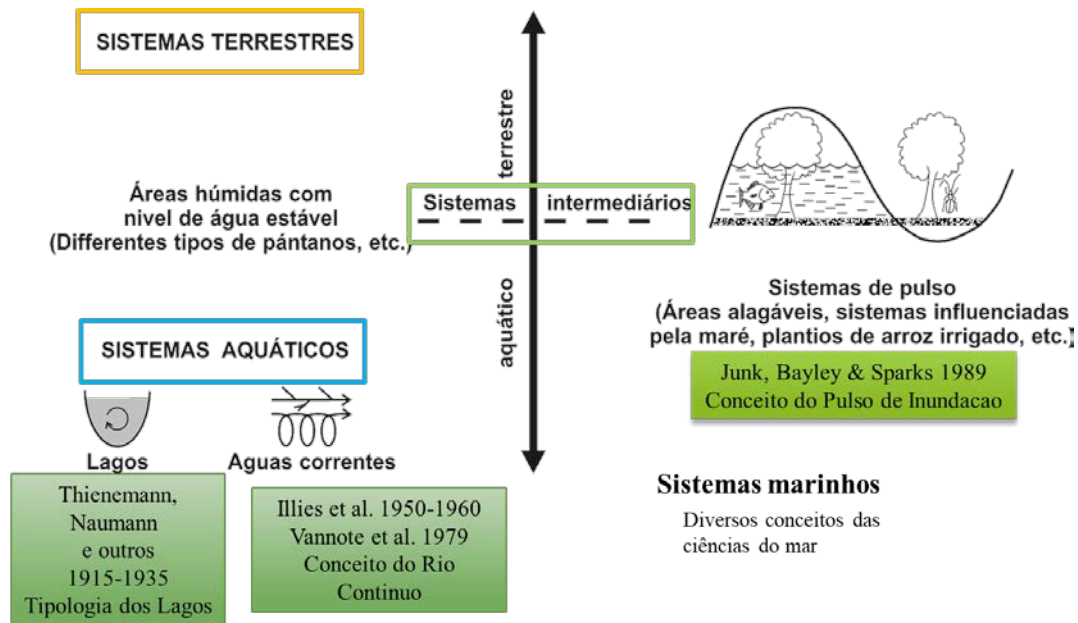 SISTEMAS TERRESTRES
terrestre
Áreas húmidas com
nivel de água estável
(Differentes tipos de pántanos, etc.)
Sistemas intermediários
aquático
Sistemas de pulso
(Áreas alagáveis, sistemas influenciadas
pela maré, plantios de arroz irrigado, etc.)
Junk, Bayley & Sparks 1989
Conceito do Pulso de Inundacao
SISTEMAS AQUÁTICOS
Lagos
Aguas correntes
Thienemann,
Naumann
e outros
1915-1935
Tipologia dos Lagos
Illies et al. 1950-1960
Vannote et al. 1979
Conceito do Rio
Continuo
Sistemas marinhos
Diversos conceitos das
ciências do mar